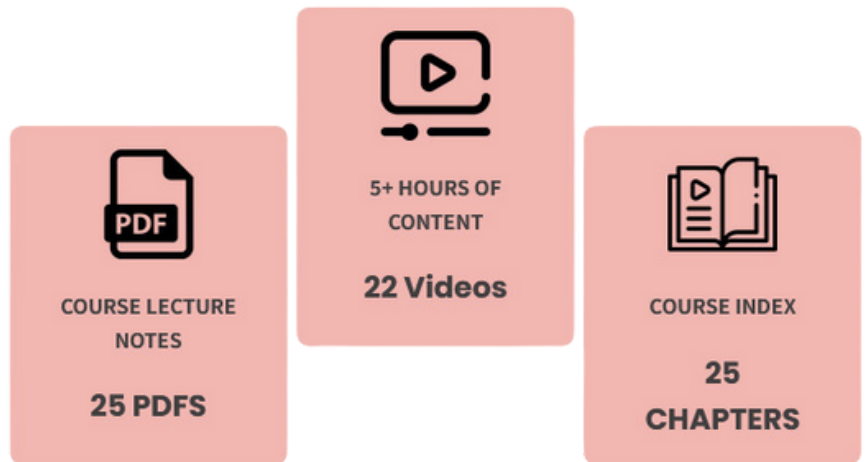 PDF
COURSE LECTURE
NOTES
25 PDFS
5+ HOURS OF
CONTENT
22 Videos
COURSE INDEX
25
CHAPTERS